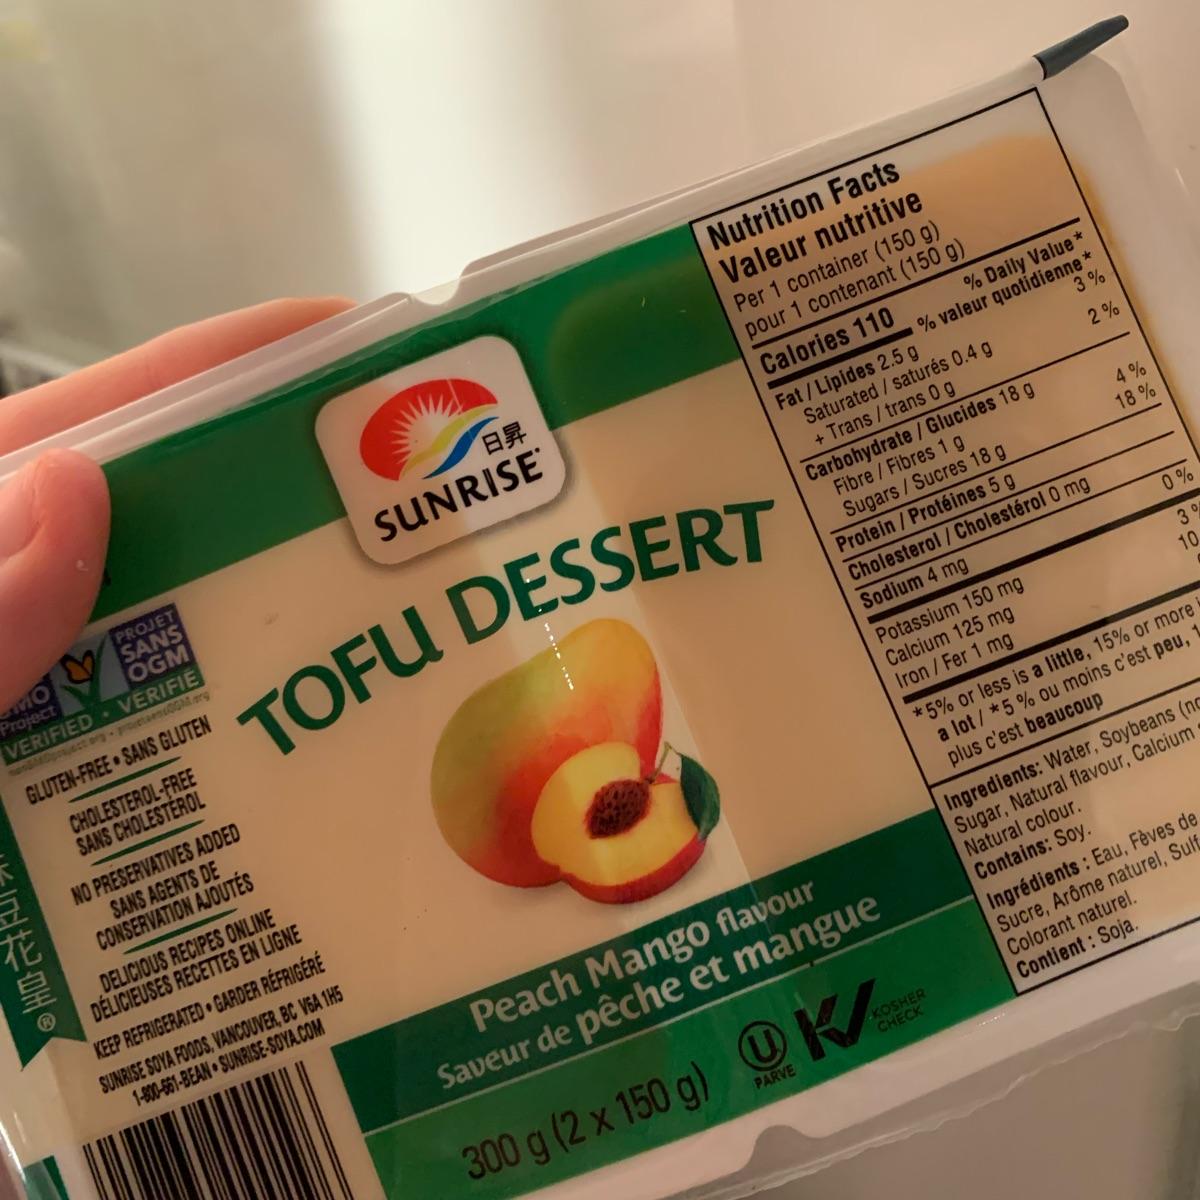 日昇
SUNRISE
TOFU DESSERT
Peach Mango flavour
Saveur de pêche et mangue
300 g (2 x 150 g)
U
PARVE
KV
KOSHER
CHECK
Project
VERIFIED • VÉRIFIÉ
PROJET
SANS
OGM
GLUTEN-FREE • SANS GLUTEN
CHOLESTEROL-FREE
SANS CHOLESTÉROL
NO PRESERVATIVES ADDED
SANS AGENTS DE
CONSERVATION AJOUTÉS
DELICIOUS RECIPES ONLINE
DÉLICIEUSES RECETTES EN LIGNE
KEEP REFRIGERATED • GARDER RÉFRIGÉRÉ
SUNRISE SOYA FOODS, VANCOUVER, BC V6A 1H5
1-800-661-BEAN • SUNRISE-SOYA.COM
豆花皇®
Nutrition Facts
Valeur nutritive
Per 1 container (150 g)
pour 1 contenant (150 g)
% Daily Value*
Calories 110 % valeur quotidienne*
Fat / Lipides 2.5 g 3 %
Saturated / saturés 0.4 g 2 %
+ Trans / trans 0 g
Carbohydrate / Glucides 18 g
Fibre / Fibres 1 g 4 %
Sugars / Sucres 18 g 18 %
Protein / Protéines 5 g
Cholesterol / Cholestérol 0 mg
Sodium 4 mg 0 %
Potassium 150 mg 3 %
Calcium 125 mg 10
Iron / Fer 1 mg
*5% or less is a little, 15% or more
a lot / *5 % ou moins c'est peu,
plus c'est beaucoup
Ingredients: Water, Soybeans
Sugar, Natural flavour, Calcium
Natural colour.
Contains: Soy.
Ingrédients : Eau, Fèves de
Sucre, Arôme naturel,
Colorant naturel.
Contient : Soja.